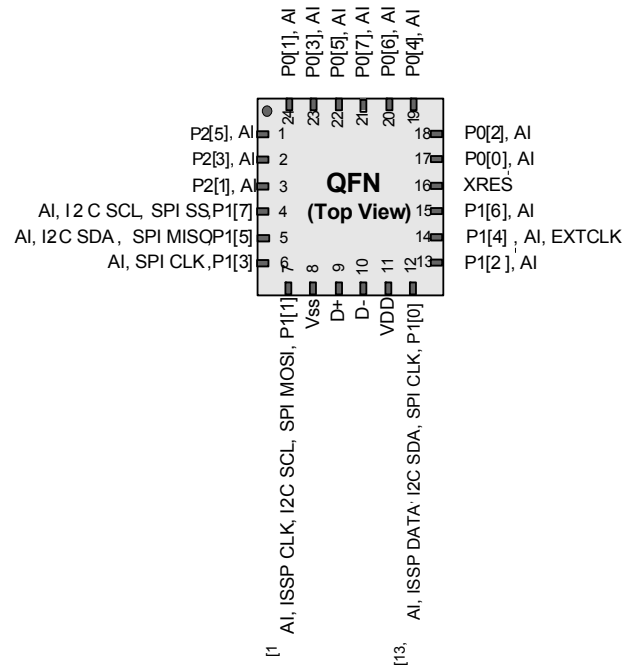 P0[1], AI
P0[3], AI
P0[5], AI
P0[7], AI
P0[6], AI
P0[4], AI
24
23
22
21
20
19
P2[5], AI
1
18
P0[2], AI
P2[3], AI
2
17
P0[0], AI
P2[1], AI
3
QFN
16
XRES
AI, I2 C SCL, SPI SS,P1[7]
4
(Top View)
15
P1[6], AI
AI, I2C SDA , SPI MISO,P1[5]
5
14
P1[4] , AI, EXTCLK
AI, SPI CLK,P1[3]
6
13
P1[2 ], AI
7
8
9
10
11
12
AI, ISSP CLK, I2C SCL, SPI MOSI, P1[1]
Vss
D+
D-
VDD
AI, ISSP DATA, I2C SDA, SPI CLK, P1[0]
[1
[13,